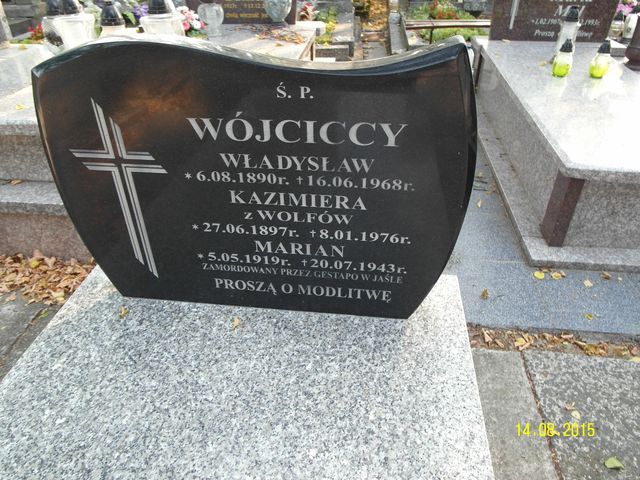 Ś. P.
WÓJCICCY
WŁADYSŁAW
* 6.08.1890r. † 16.06.1968r.
KAZIMIERA
z WOLFÓW
* 27.06.1897r. † 8.01.1976r.
MARIAN
* 5.05.1919r. † 20.07.1943r.
ZAMORDOWANY PRZEZ GESTAPO W JAŚLE
PROSZĄ O MODLITWĘ
14.08.2015